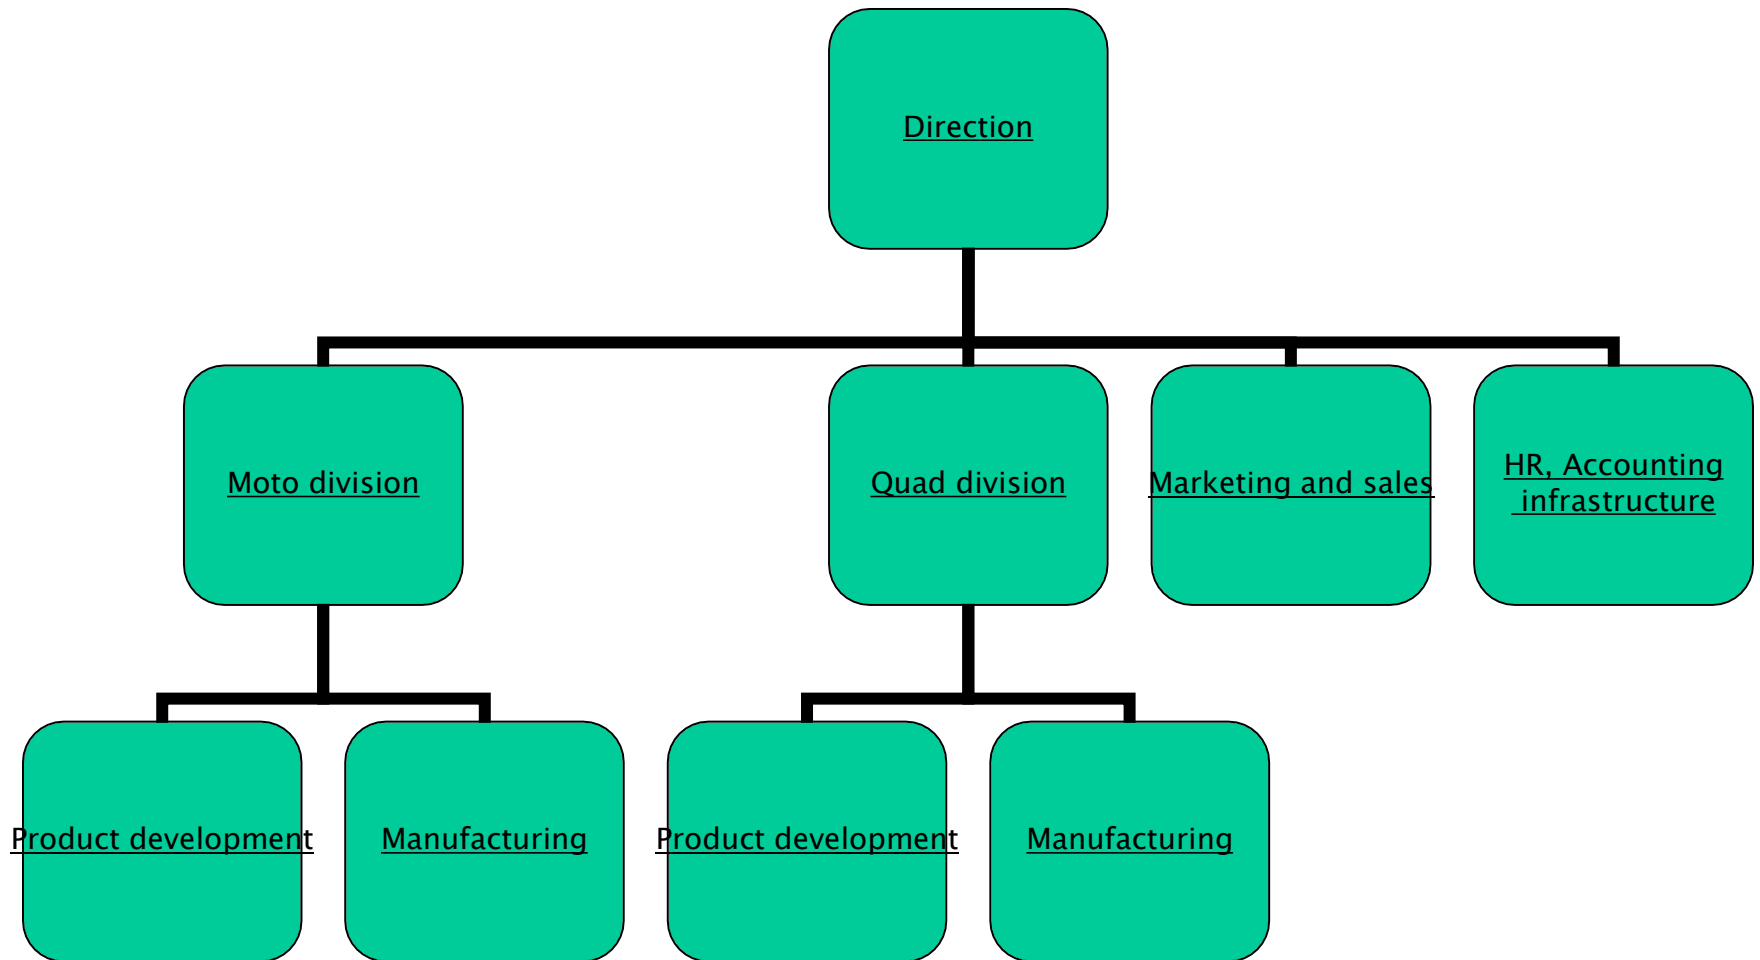 Direction
Moto division
Quad division
Marketing and sales
HR, Accounting
infrastructure
Product development
Manufacturing
Product development
Manufacturing